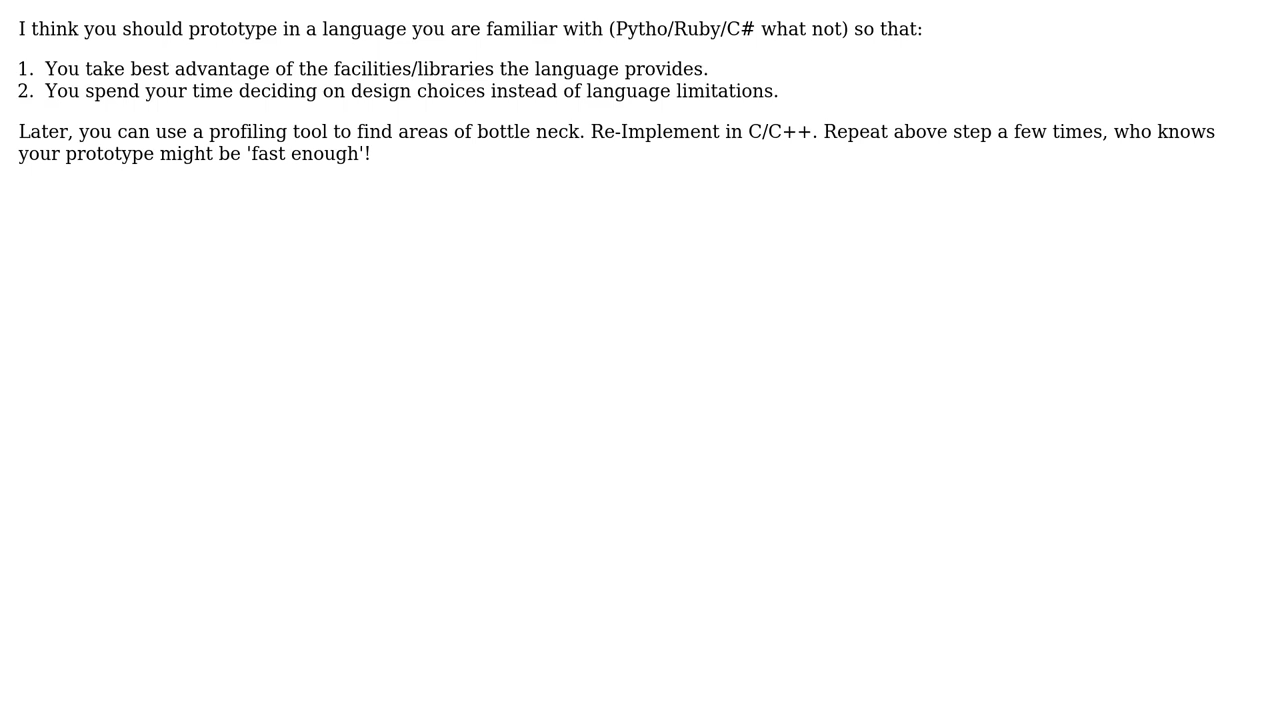 I think you should prototype in a language you are familiar with (Pytho/Ruby/C# what not) so that:
1. You take best advantage of the facilities/libraries the language provides.
2. You spend your time deciding on design choices instead of language limitations.
Later, you can use a profiling tool to find areas of bottle neck. Re-Implement in C/C++. Repeat above step a few times, who knows
your prototype might be 'fast enough'!